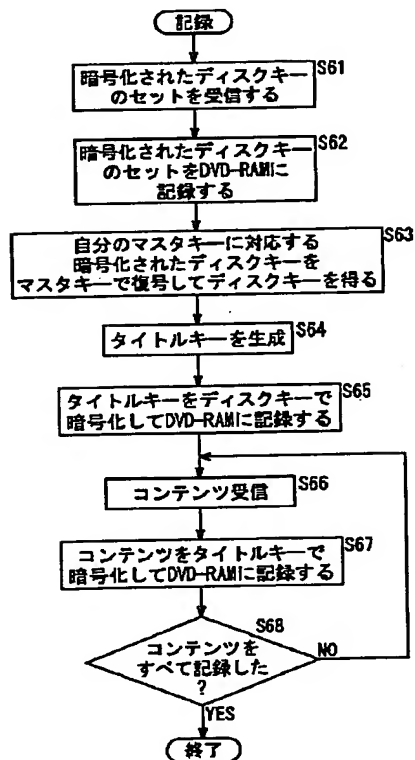 記録
S61
暗号化されたディスクキー
のセットを受信する
S62
暗号化されたディスクキー
のセットをDVD-RAMに
記録する
S63
自分のマスタキーに対応する
暗号化されたディスクキーを
マスタキーで復号してディスクキーを得る
S64
タイトルキーを生成
S65
タイトルキーをディスクキーで
暗号化してDVD-RAMに記録する
S66
コンテンツ受信
S67
コンテンツをタイトルキーで
暗号化してDVD-RAMに記録する
S68
コンテンツを
すべて記録した
?
NO
YES
終了